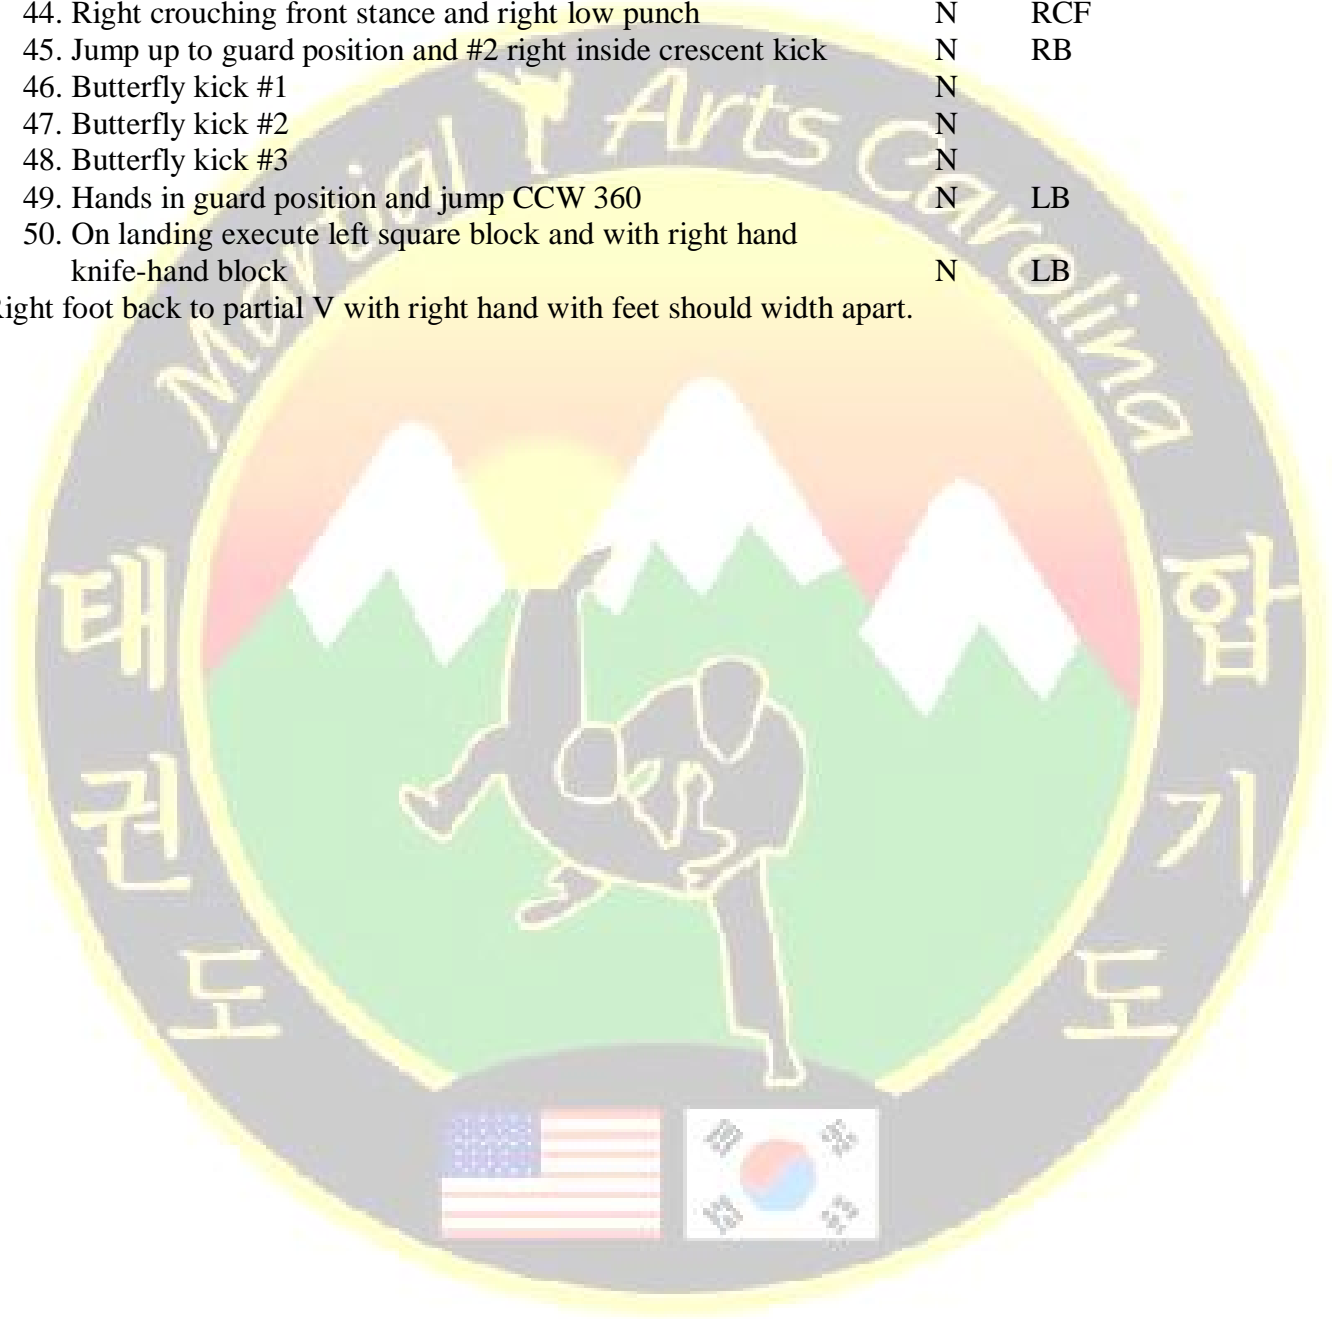 44. Right crouching front stance and right low punch N RCF
45. Jump up to guard position and #2 right inside crescent kick N RB
46. Butterfly kick #1 N
47. Butterfly kick #2 N
48. Butterfly kick #3 N
49. Hands in guard position and jump CCW 360 N LB
50. On landing execute left square block and with right hand
knife-hand block N LB
Right foot back to partial V with right hand with feet should width apart.
Martial Arts Carolina
태권도
합기도